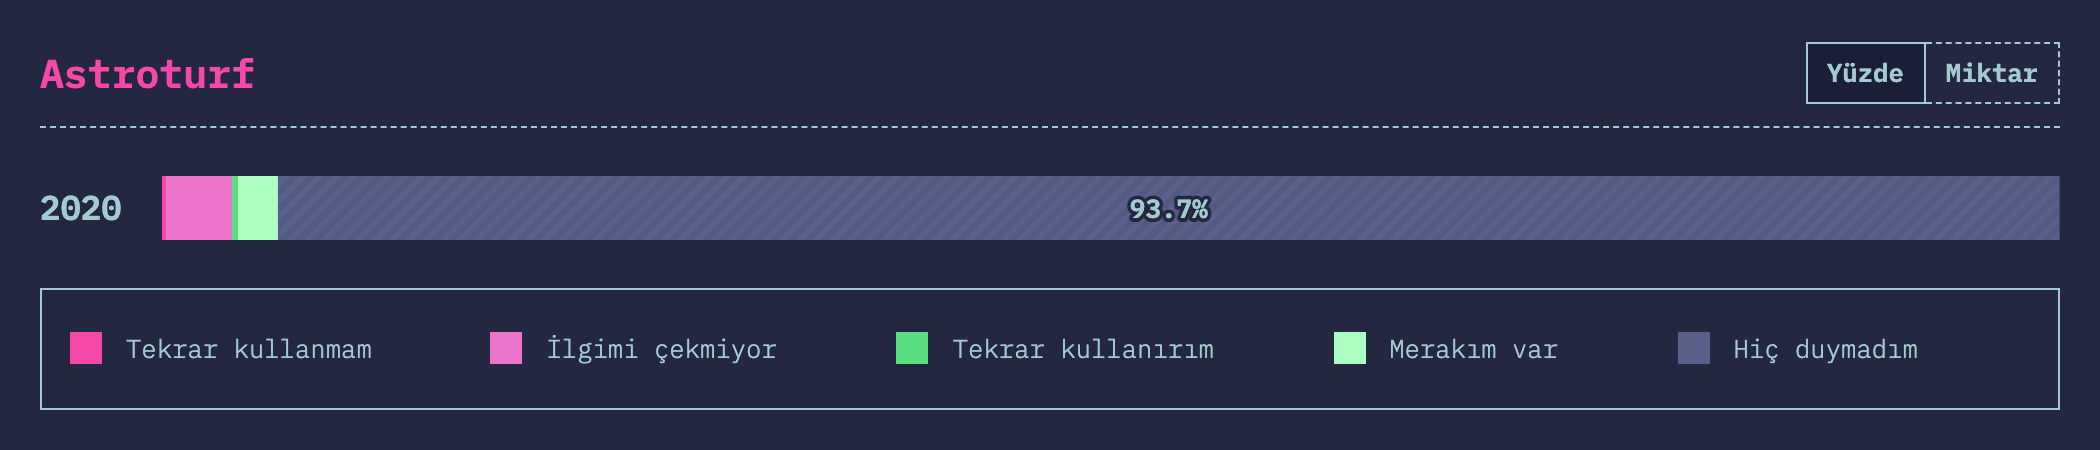 Astroturf
Yüzde Miktar
2020 93.7%
Tekrar kullanmam İlgimi çekmiyor Tekrar kullanırım Merakım var Hiç duymadım